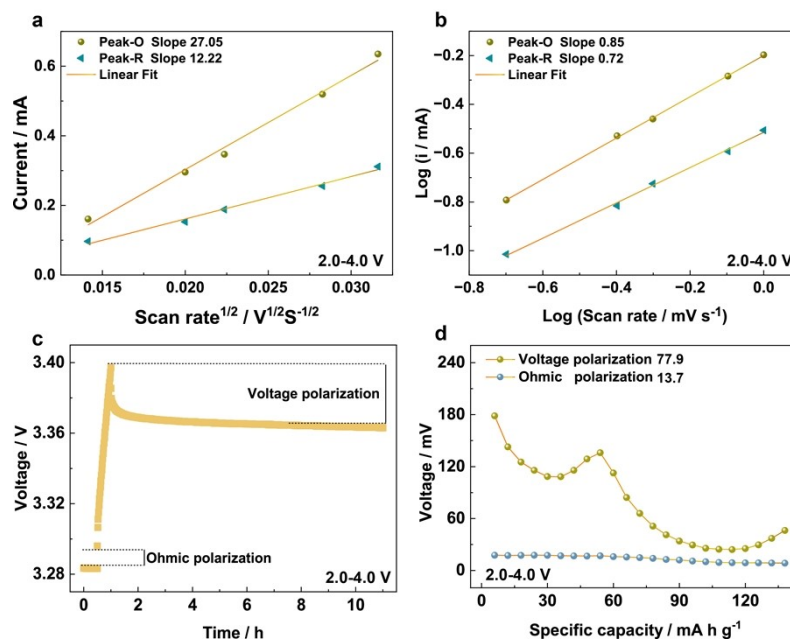 a
Peak-O Slope 27.05
Peak-R Slope 12.22
Linear Fit
0.6
0.4
0.2
0.0
Current / mA
2.0-4.0 V
0.015
0.020
0.025
0.030
Scan rate1/2 / V1/2S-1/2
b
Peak-O Slope 0.85
Peak-R Slope 0.72
Linear Fit
−0.2
−0.4
−0.6
−0.8
−1.0
Log (i / mA)
2.0-4.0 V
−0.8
−0.6
−0.4
−0.2
0.0
Log (Scan rate / mV s-1)
c
3.40
3.36
3.32
3.28
Voltage / V
Voltage polarization
Ohmic polarization
2.0-4.0 V
0
2
4
6
8
10
Time / h
d
Voltage polarization 77.9
Ohmic polarization 13.7
240
180
120
60
0
Voltage / mV
2.0-4.0 V
0
30
60
90
120
Specific capacity / mA h g-1